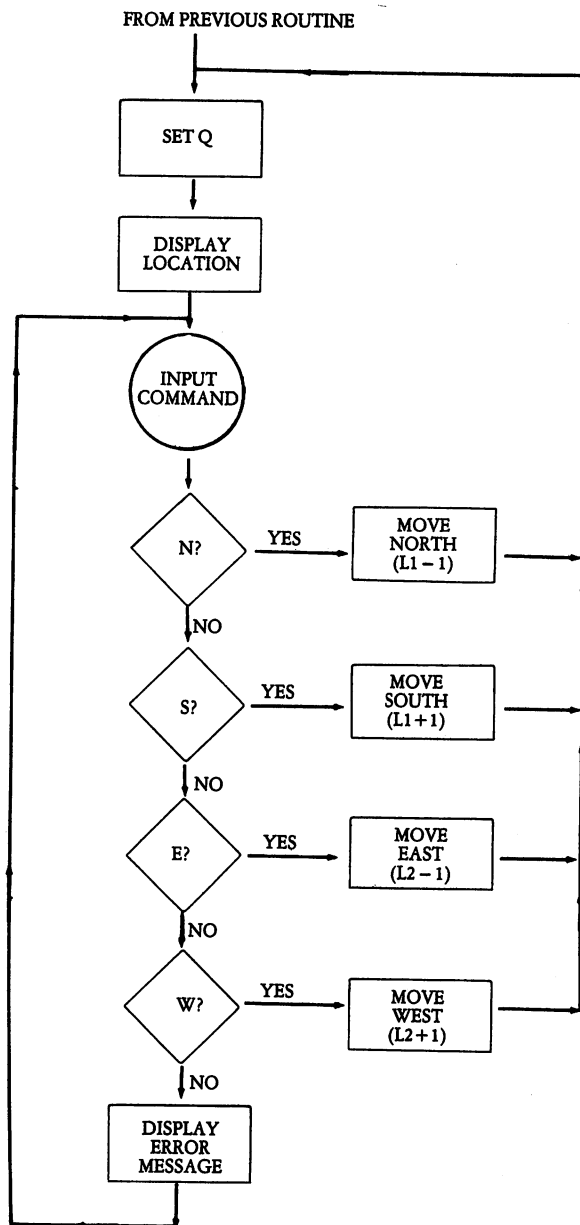 FROM PREVIOUS ROUTINE
SET Q
DISPLAY
LOCATION
INPUT
COMMAND
N?
YES
MOVE
NORTH
(L1 − 1)
NO
S?
YES
MOVE
SOUTH
(L1+1)
NO
E?
YES
MOVE
EAST
(L2 − 1)
NO
W?
YES
MOVE
WEST
(L2+1)
NO
DISPLAY
ERROR
MESSAGE